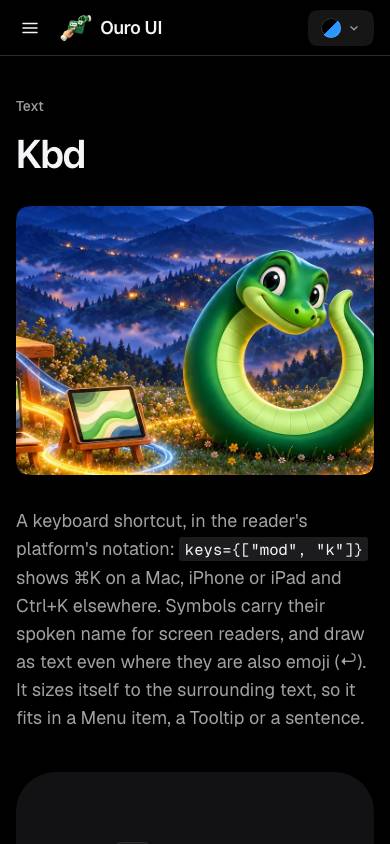 Ouro UI
Text
Kbd
A keyboard shortcut, in the reader's
platform's notation: keys={["mod", "k"]}
shows ⌘K on a Mac, iPhone or iPad and
Ctrl+K elsewhere. Symbols carry their
spoken name for screen readers, and draw
as text even where they are also emoji (↩).
It sizes itself to the surrounding text, so it
fits in a Menu item, a Tooltip or a sentence.